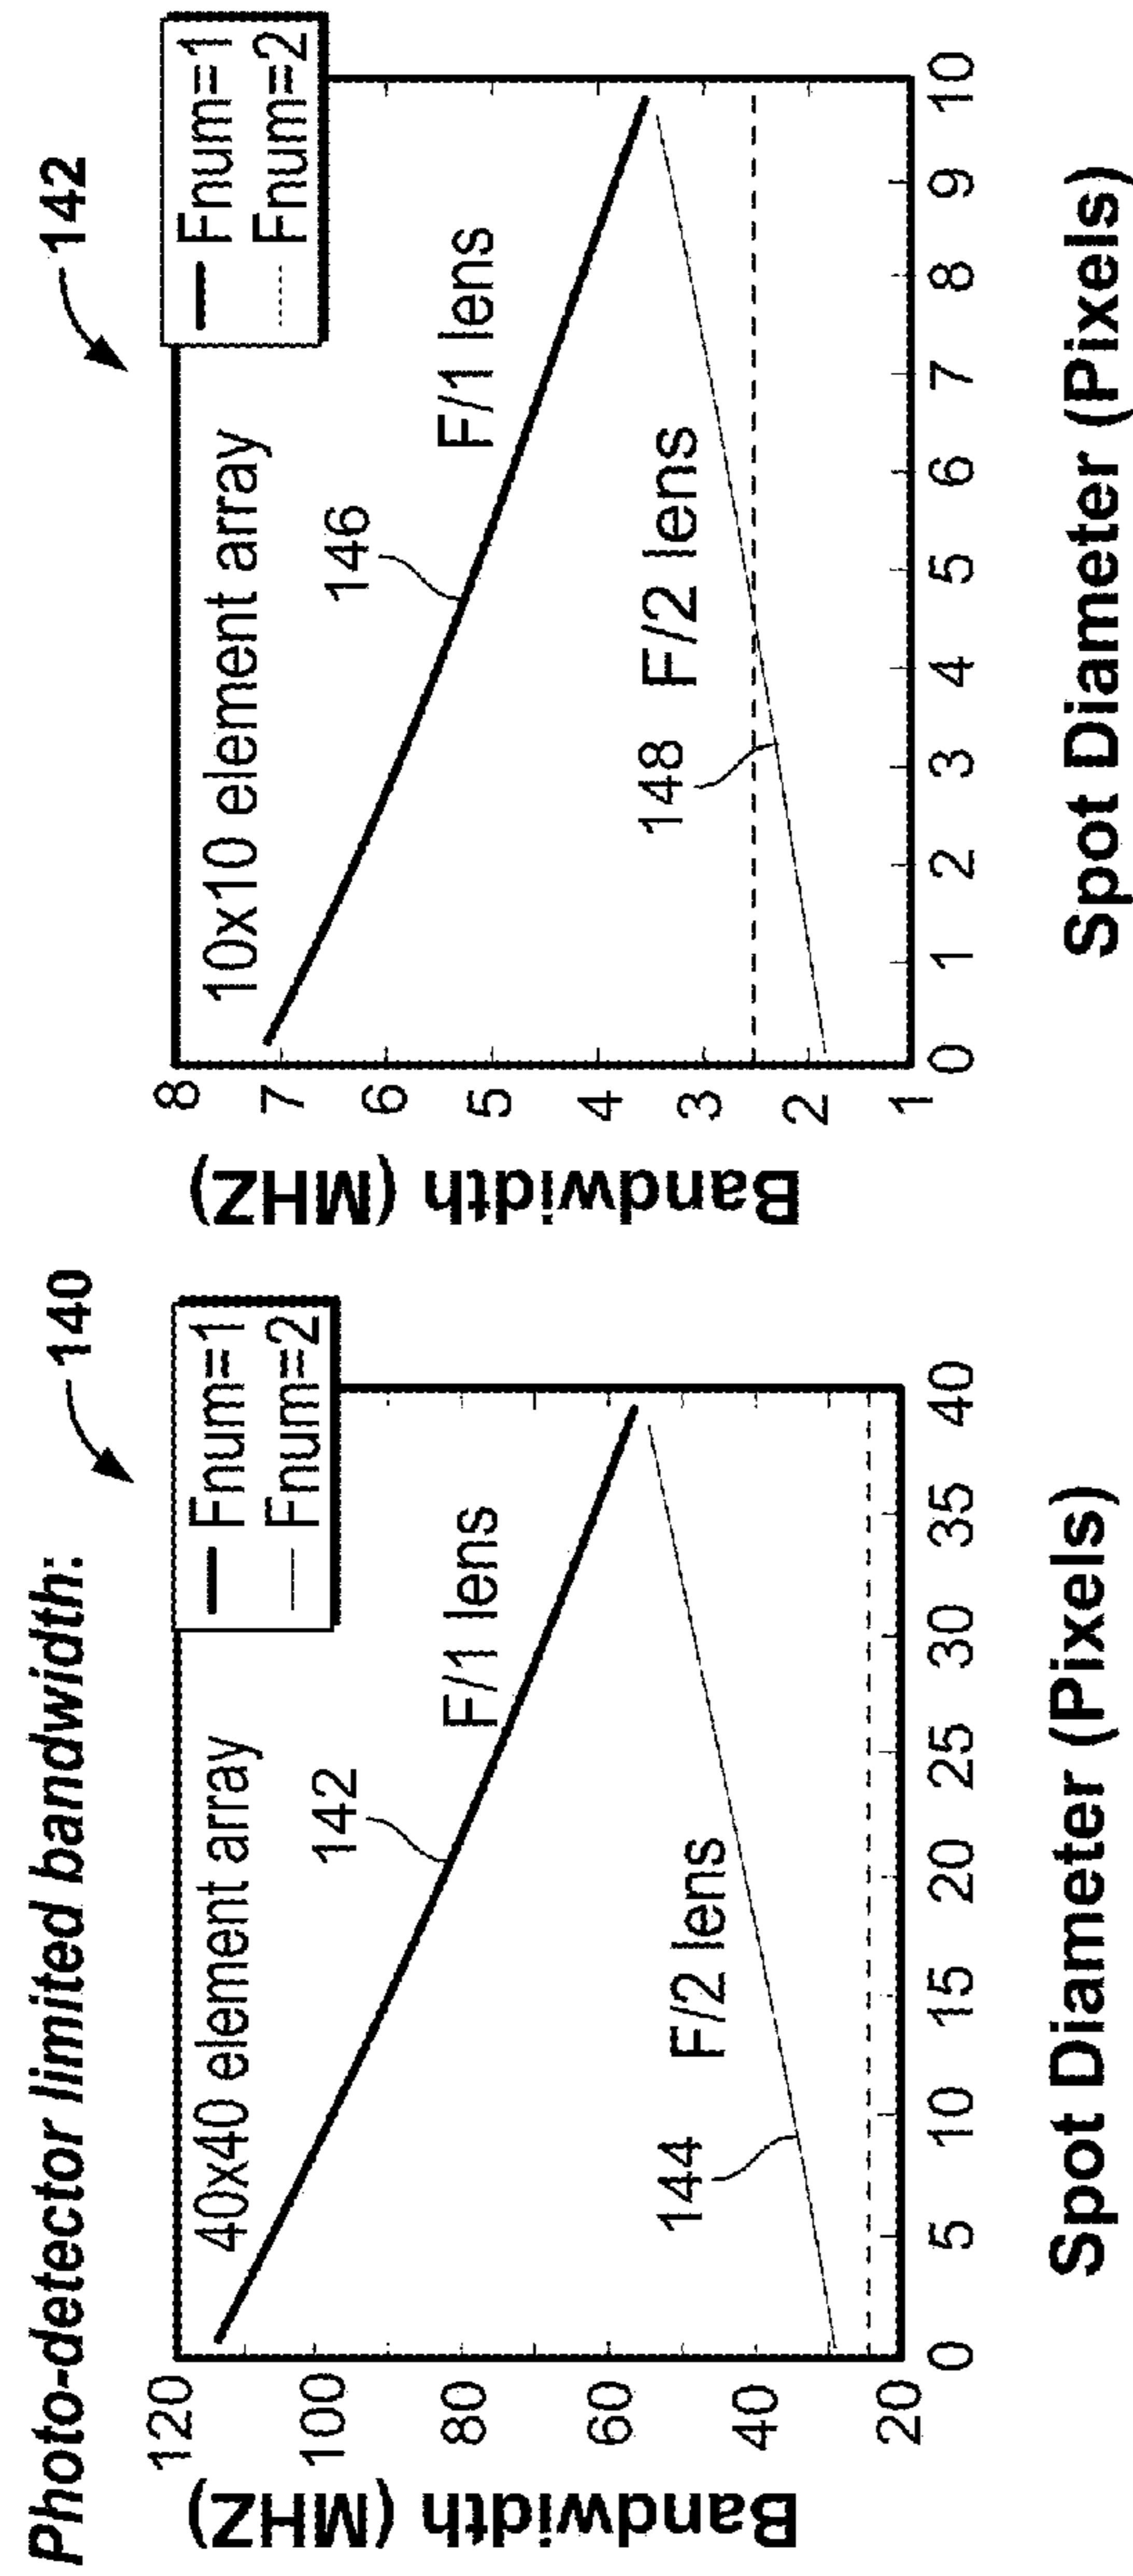 Photo-detector limited bandwidth:
140
Bandwidth (MHZ)
120
100
80
60
40
20
40x40 element array
Fnum=1
Fnum=2
142
F/1 lens
F/2 lens
144
0 5 10 15 20 25 30 35 40
Spot Diameter (Pixels)
142
Bandwidth (MHZ)
8
7
6
5
4
3
2
1
10x10 element array
Fnum=1
Fnum=2
146
F/1 lens
148 F/2 lens
0 1 2 3 4 5 6 7 8 9 10
Spot Diameter (Pixels)